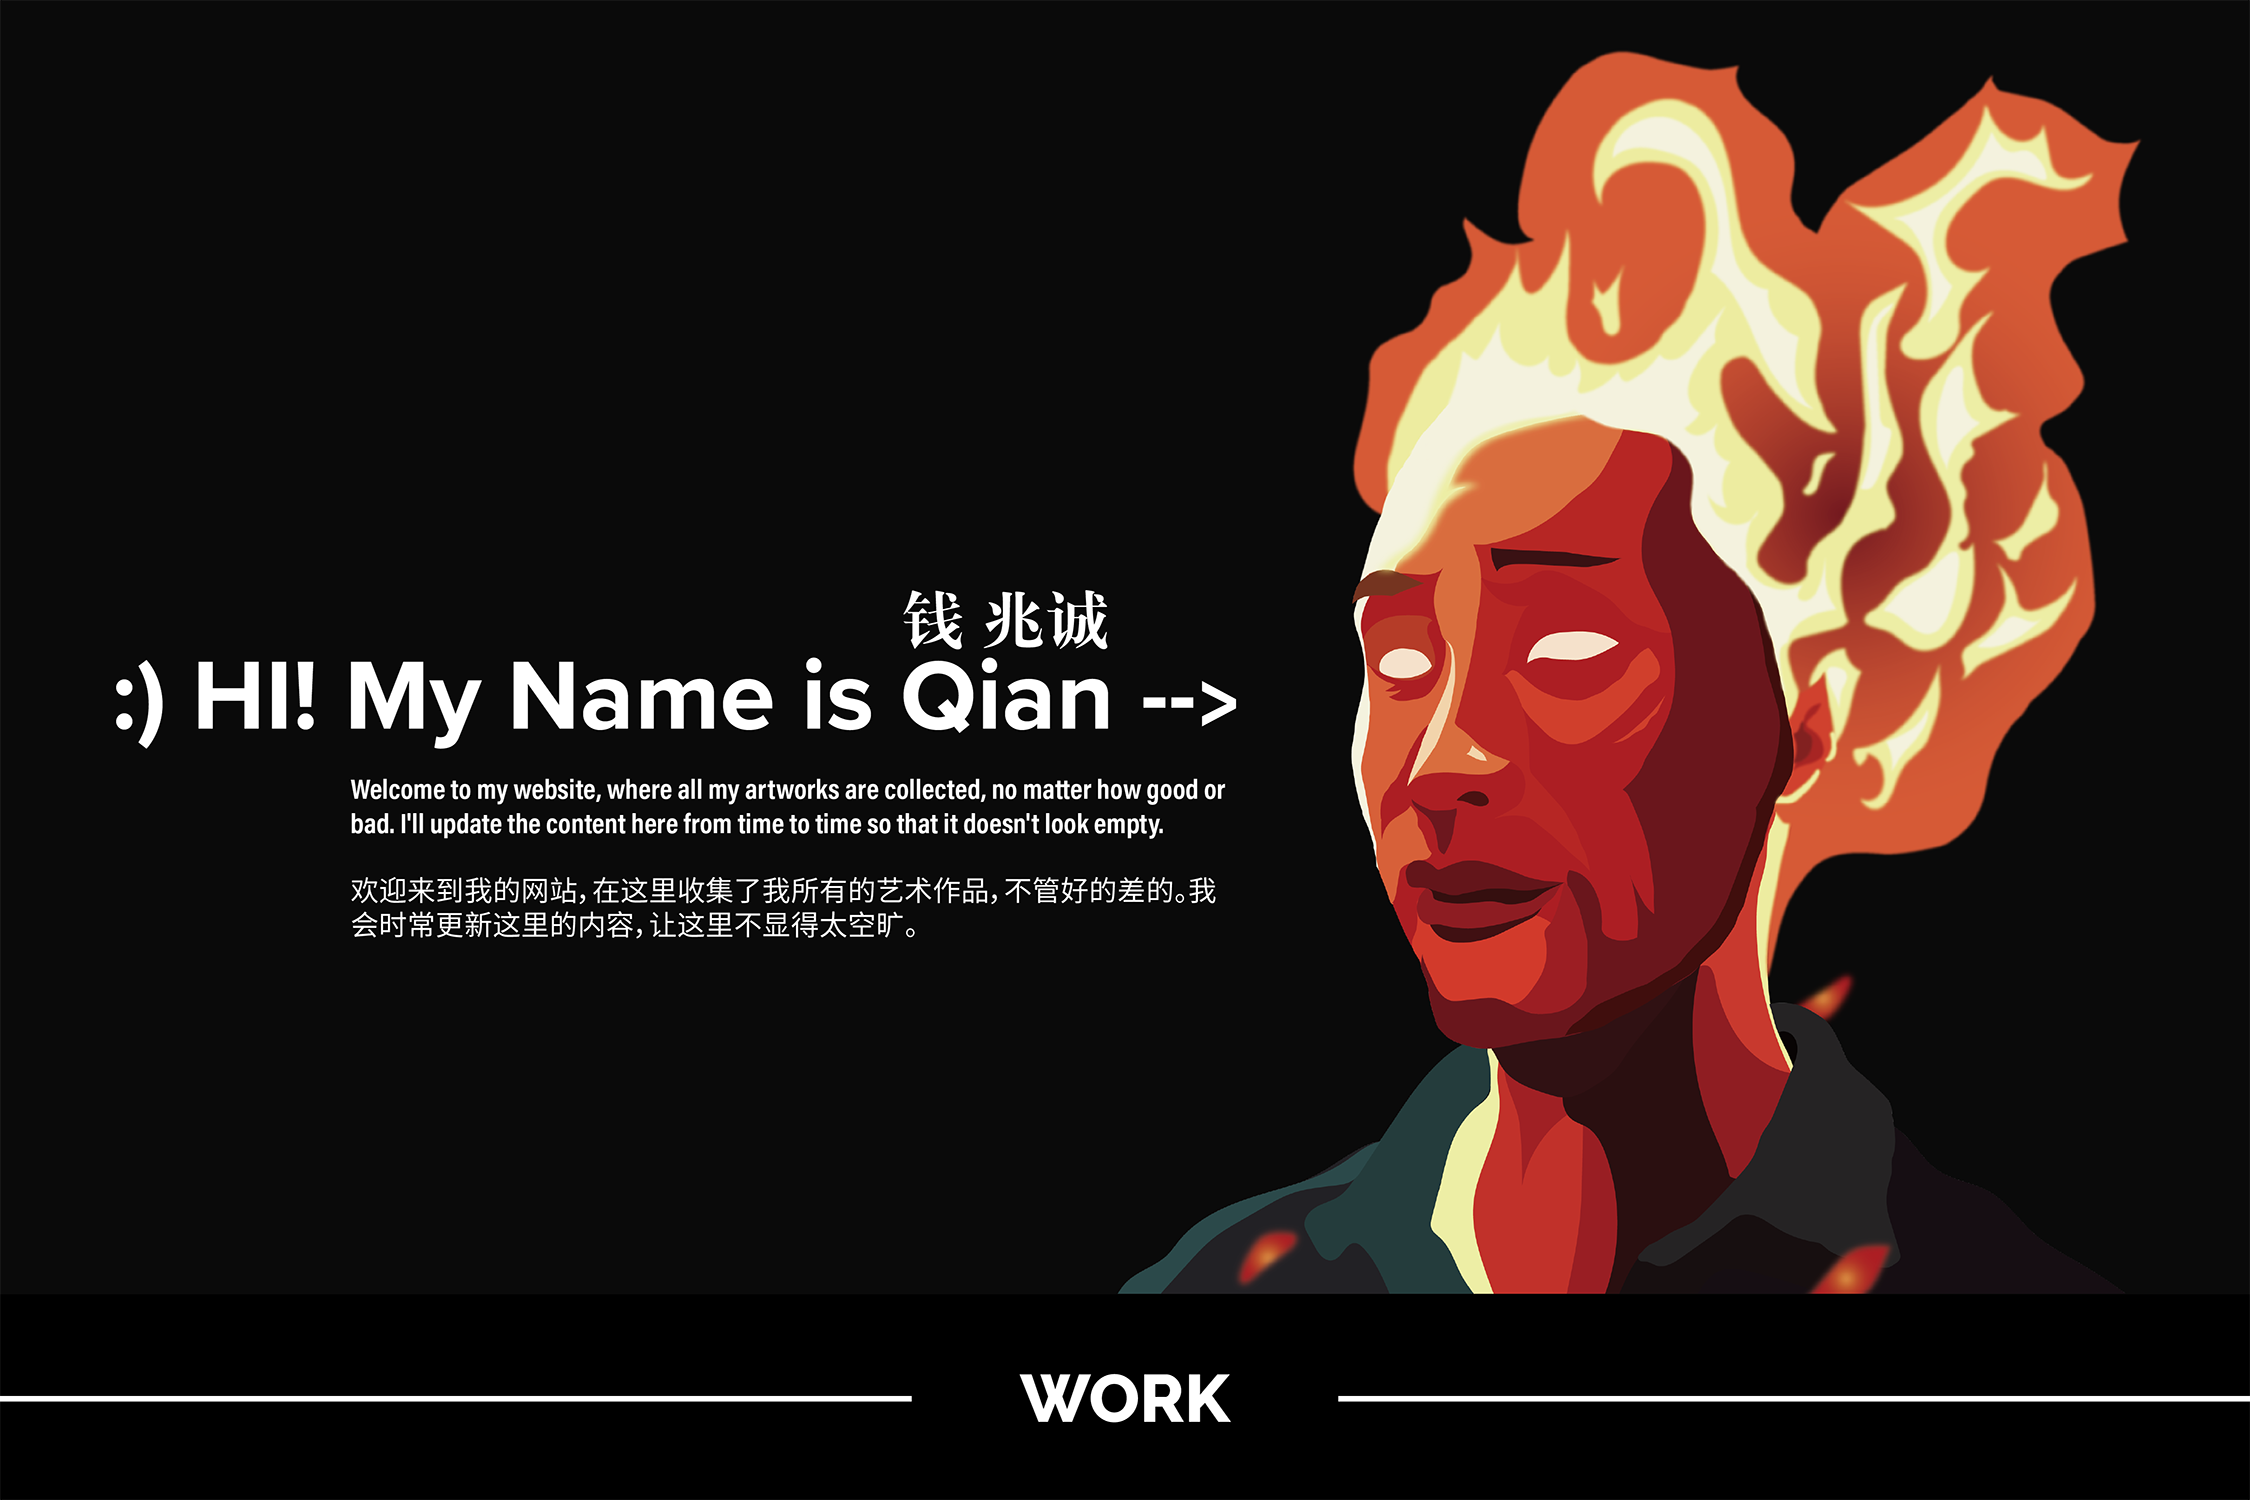 钱 兆诚
:) HI! My Name is Qian -->
Welcome to my website, where all my artworks are collected, no matter how good or
bad. I'll update the content here from time to time so that it doesn't look empty.
欢迎来到我的网站，在这里收集了我所有的艺术作品，不管好的差的。我
会时常更新这里的内容，让这里不显得太空旷。
WORK